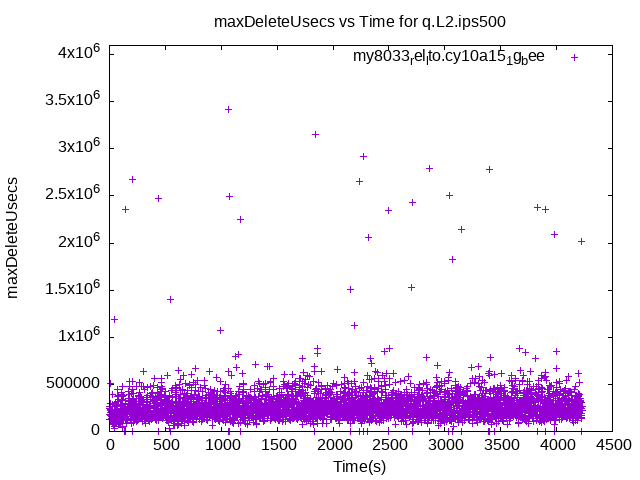 maxDeleteUsecs vs Time for q.L2.ips500
my8033_rel_lto.cy10a15_1g_bee
4x10^6
3.5x10^6
3x10^6
2.5x10^6
2x10^6
1.5x10^6
1x10^6
500000
0
maxDeleteUsecs
0 500 1000 1500 2000 2500 3000 3500 4000 4500
Time(s)